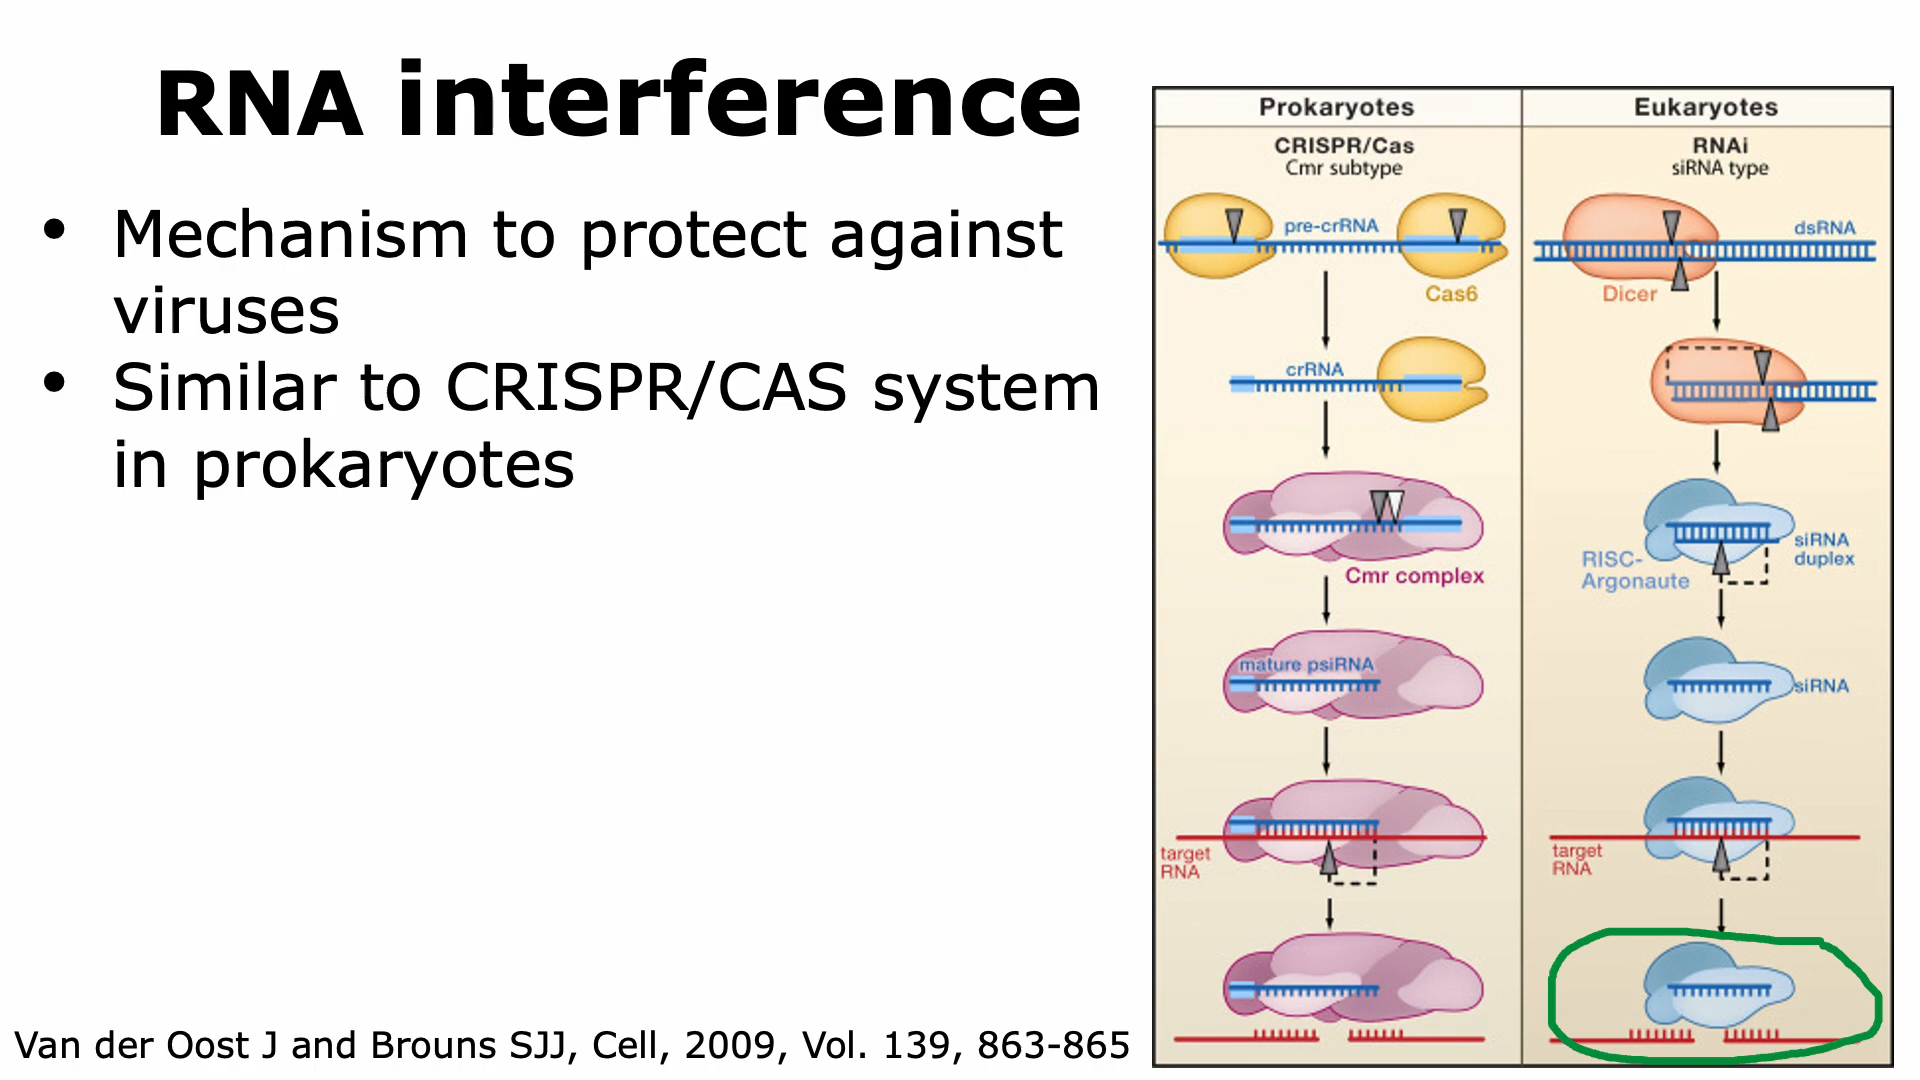 RNA interference
• Mechanism to protect against
viruses
• Similar to CRISPR/CAS system
in prokaryotes
Van der Oost J and Brouns SJJ, Cell, 2009, Vol. 139, 863-865
Prokaryotes
CRISPR/Cas
Cmr subtype
pre-crRNA
Cas6
crRNA
Cmr complex
mature psiRNA
target
RNA
Eukaryotes
RNAi
siRNA type
dsRNA
Dicer
siRNA
duplex
RISC-
Argonaute
siRNA
target
RNA